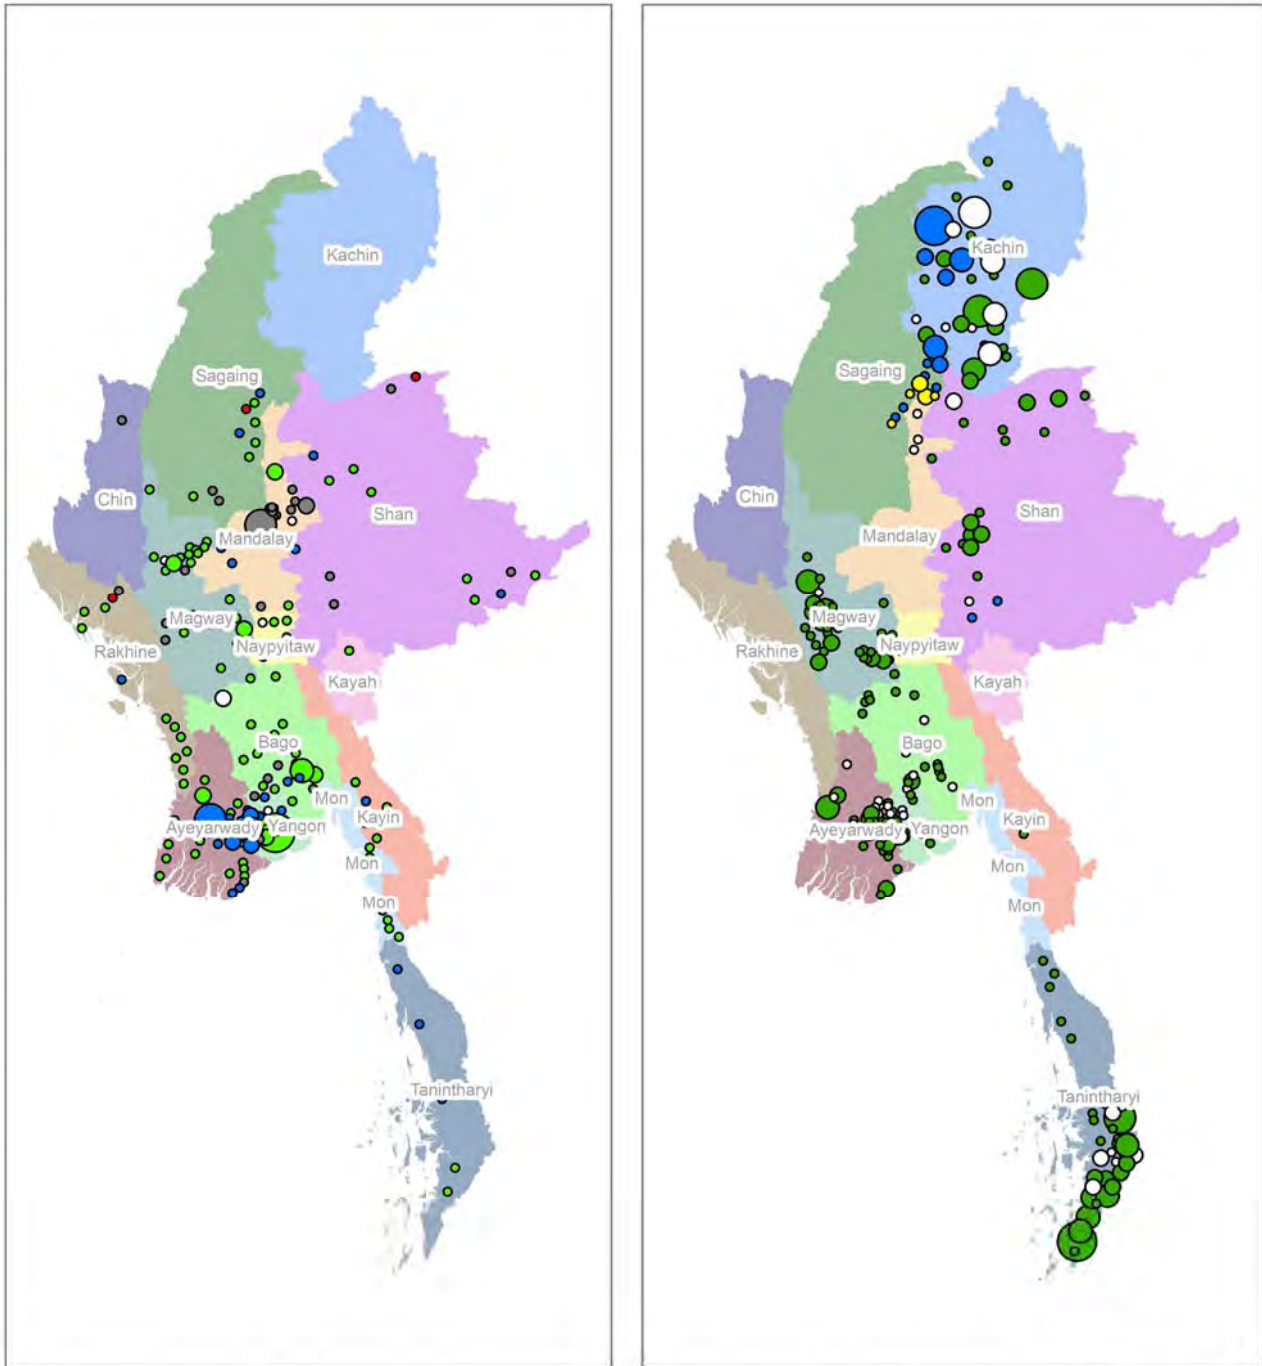 Kachin
Sagaing
Chin
Shan
Mandalay
Magway
Rakhine
Naypyitaw
Kayah
Bago
Mon
Kayin
Ayeyarwady
Yangon
Mon
Mon
Tanintharyi
Kachin
Sagaing
Chin
Shan
Mandalay
Magway
Rakhine
Naypyitaw
Kayah
Bago
Mon
Kayin
Ayeyarwady
Yangon
Mon
Mon
Tanintharyi